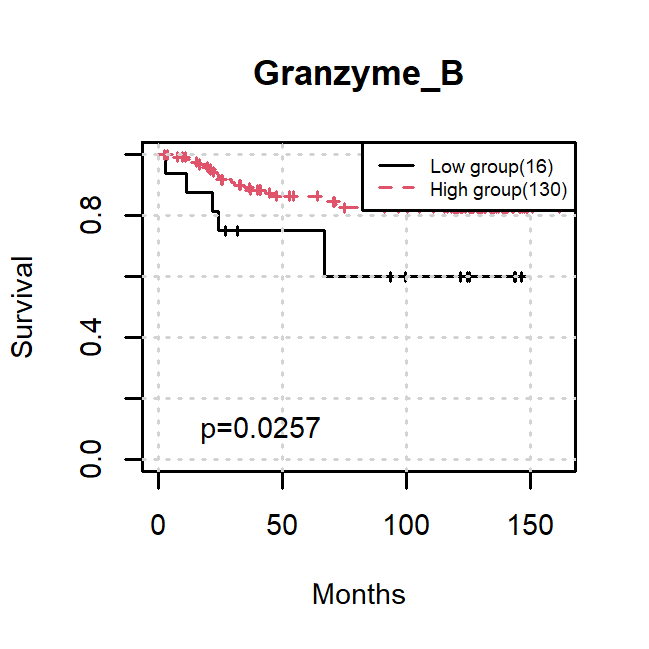 Granzyme_B
Low group(16)
High group(130)
Survival
0.8
0.4
0.0
p=0.0257
0 50 100 150
Months